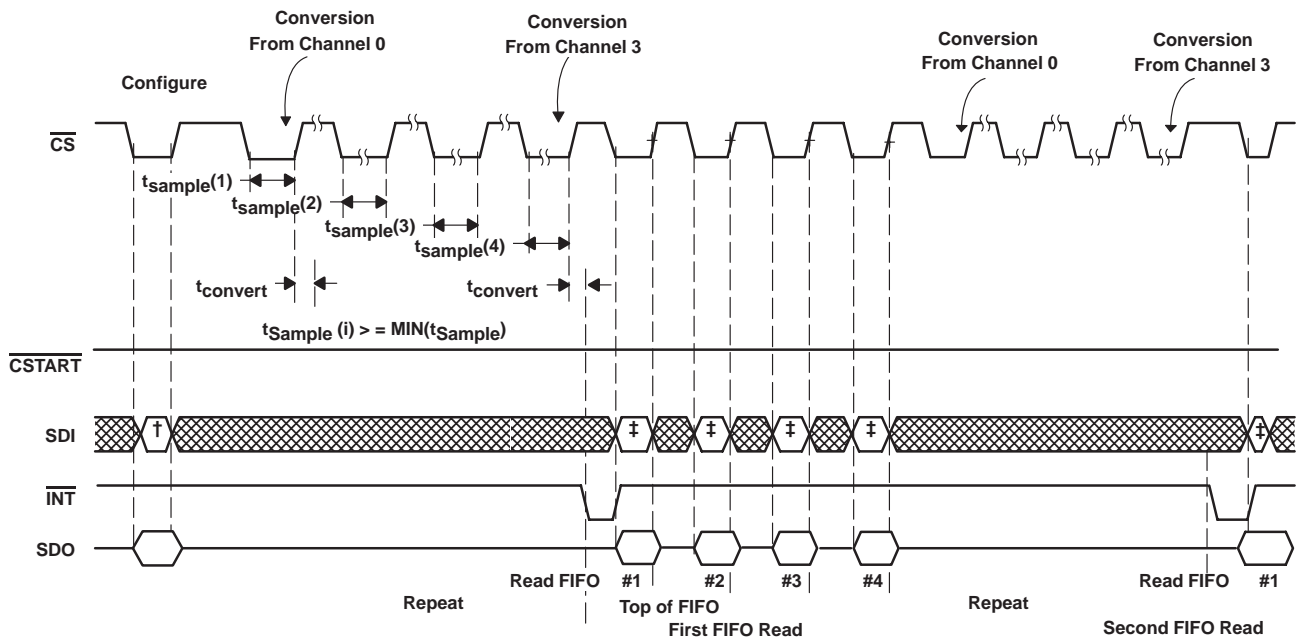 Conversion
From Channel 0
Conversion
From Channel 3
Conversion
From Channel 0
Conversion
From Channel 3
Configure
CS
tsample(1)
tsample(2)
tsample(3)
tsample(4)
tconvert
tconvert
tSample (i) > = MIN(tSample)
CSTART
SDI
†
‡
‡
‡
‡
‡
INT
SDO
Read FIFO
#1
#2
#3
#4
Read FIFO
#1
Repeat
Top of FIFO
Repeat
First FIFO Read
Second FIFO Read